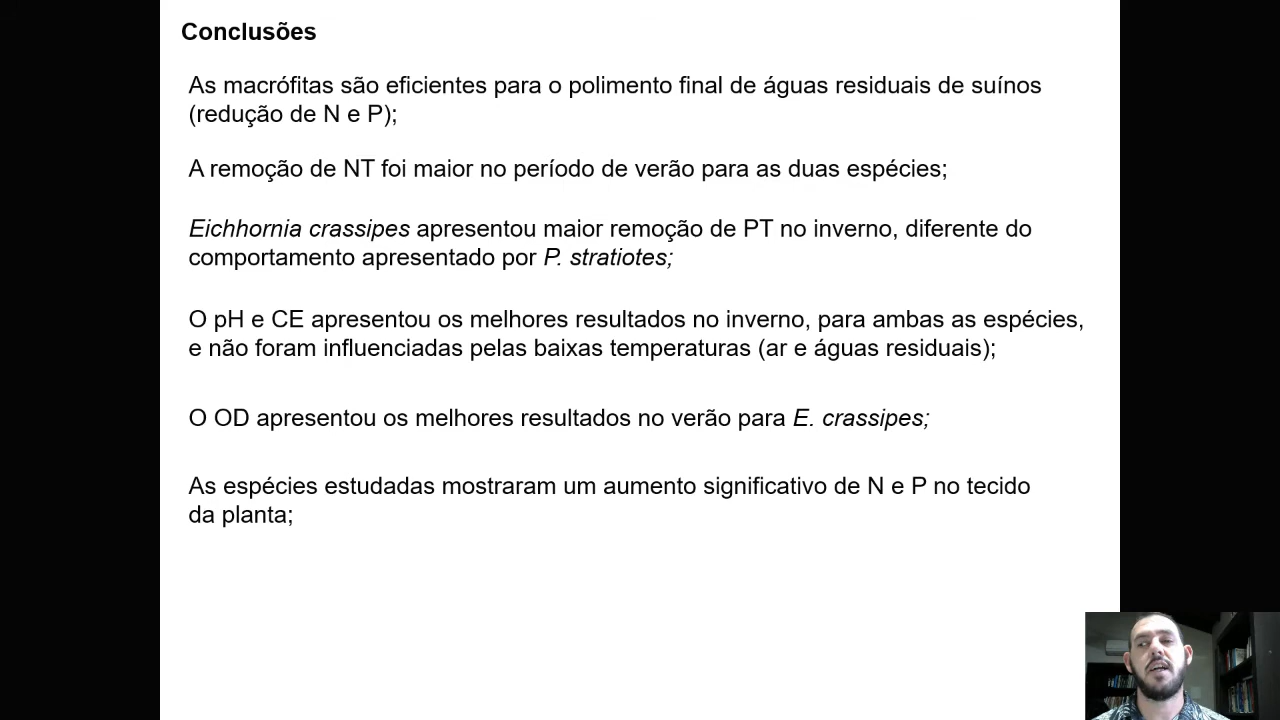 Conclusões
As macrófitas são eficientes para o polimento final de águas residuais de suínos
(redução de N e P);
A remoção de NT foi maior no período de verão para as duas espécies;
Eichhornia crassipes apresentou maior remoção de PT no inverno, diferente do
comportamento apresentado por P. stratiotes;
O pH e CE apresentou os melhores resultados no inverno, para ambas as espécies,
e não foram influenciadas pelas baixas temperaturas (ar e águas residuais);
O OD apresentou os melhores resultados no verão para E. crassipes;
As espécies estudadas mostraram um aumento significativo de N e P no tecido
da planta;